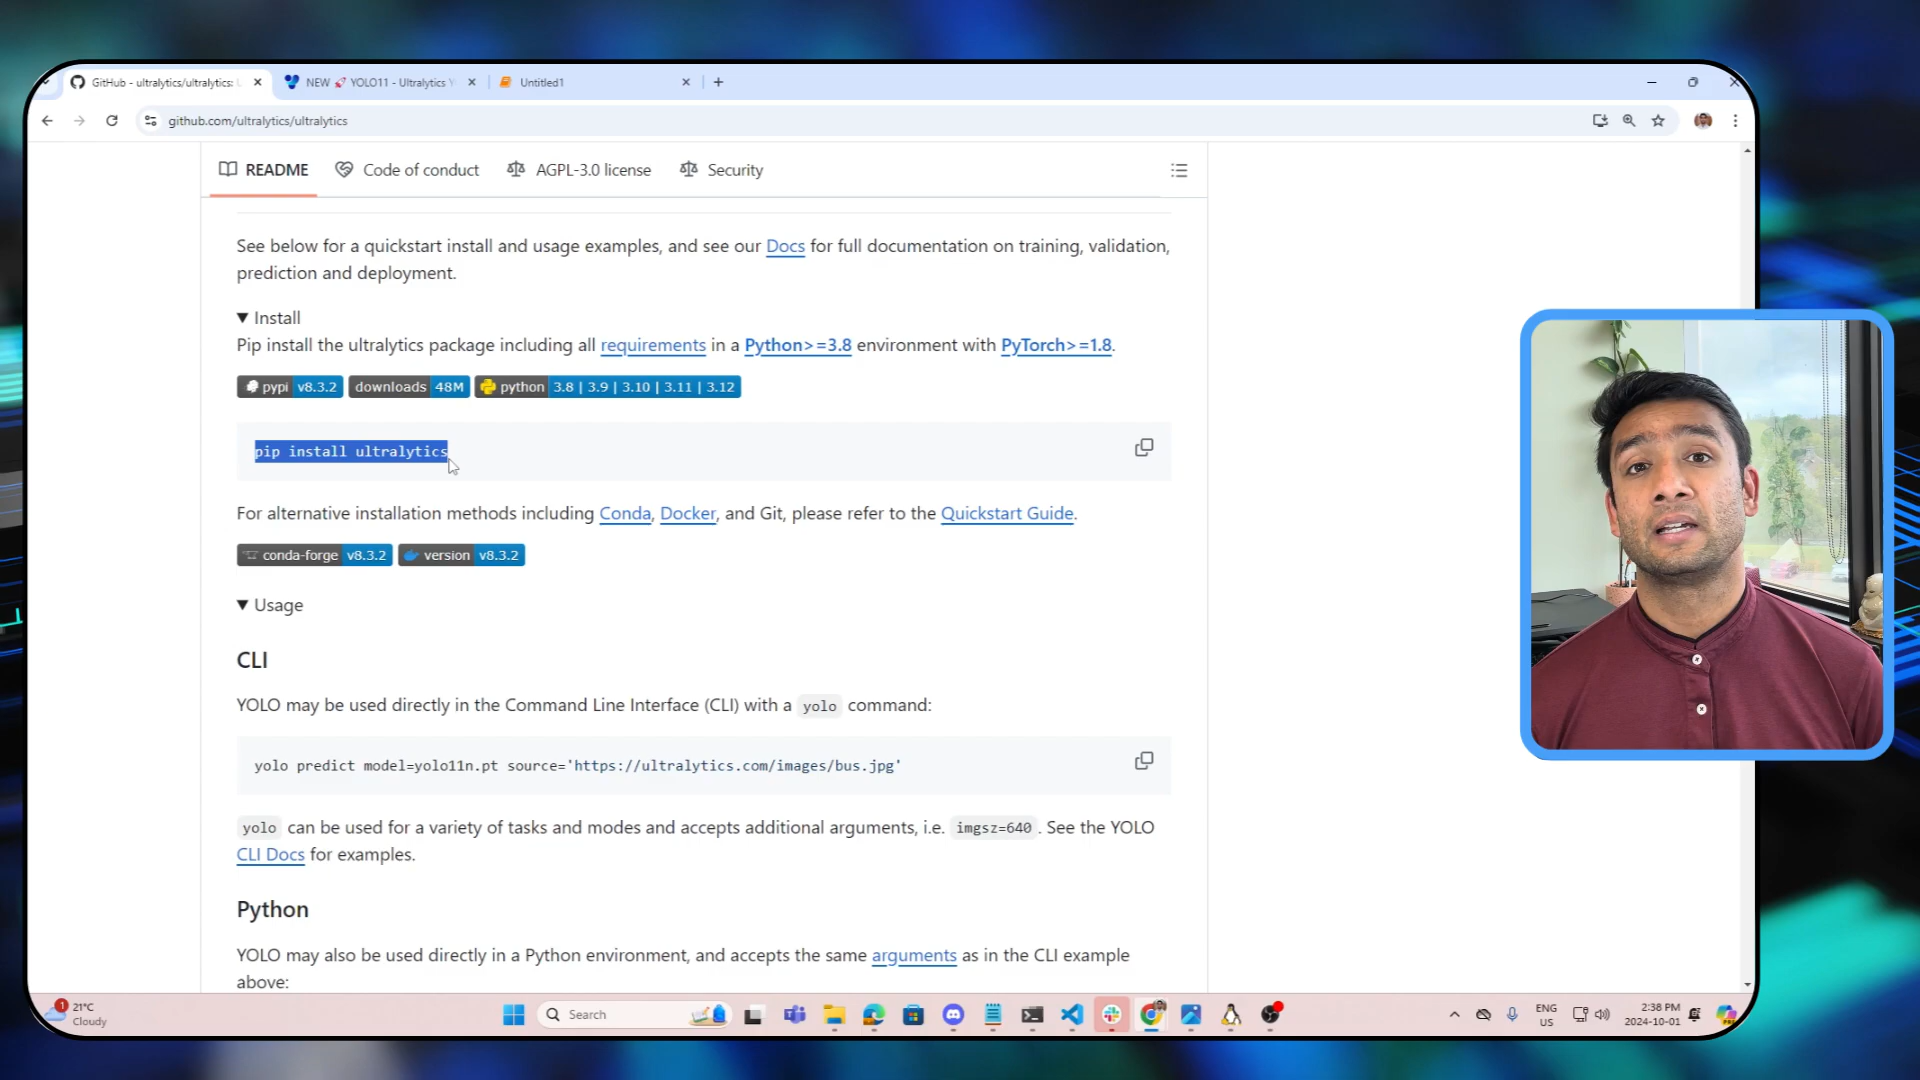 GitHub - ultralytics/ultralytics: U
NEW 🚀 YOLO11 - Ultralytics Y
Untitled1
github.com/ultralytics/ultralytics
README
Code of conduct
AGPL-3.0 license
Security
See below for a quickstart install and usage examples, and see our Docs for full documentation on training, validation,
prediction and deployment.
Install
Pip install the ultralytics package including all requirements in a Python>=3.8 environment with PyTorch>=1.8.
pypi v8.3.2 downloads 48M python 3.8 | 3.9 | 3.10 | 3.11 | 3.12
pip install ultralytics
For alternative installation methods including Conda, Docker, and Git, please refer to the Quickstart Guide.
conda-forge v8.3.2 version v8.3.2
Usage
CLI
YOLO may be used directly in the Command Line Interface (CLI) with a yolo command:
yolo predict model=yolo11n.pt source='https://ultralytics.com/images/bus.jpg'
yolo can be used for a variety of tasks and modes and accepts additional arguments, i.e. imgsz=640 . See the YOLO
CLI Docs for examples.
Python
YOLO may also be used directly in a Python environment, and accepts the same arguments as in the CLI example
above:
1
21°C
Cloudy
Search
ENG
US
2:38 PM
2024-10-01